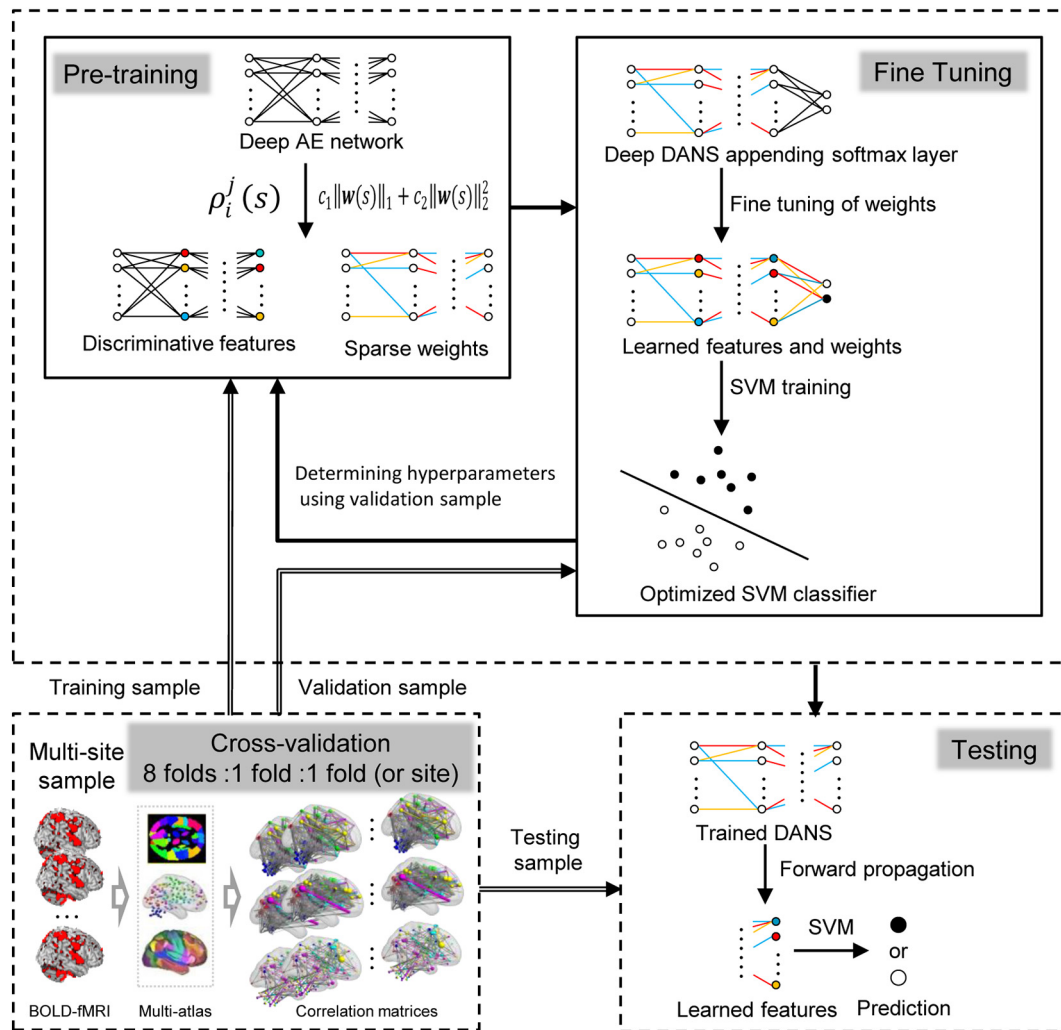 Pre-training
Deep AE network
ρ_i^j(s)
c₁‖w(s)‖₁ + c₂‖w(s)‖₂²
Discriminative features
Sparse weights
Fine Tuning
Deep DANS appending softmax layer
Fine tuning of weights
Learned features and weights
SVM training
Optimized SVM classifier
Determining hyperparameters
using validation sample
Training sample
Validation sample
Multi-site
sample
Cross-validation
8 folds :1 fold :1 fold (or site)
BOLD-fMRI
Multi-atlas
Correlation matrices
Testing
sample
Testing
Trained DANS
Forward propagation
SVM
or
Learned features
Prediction